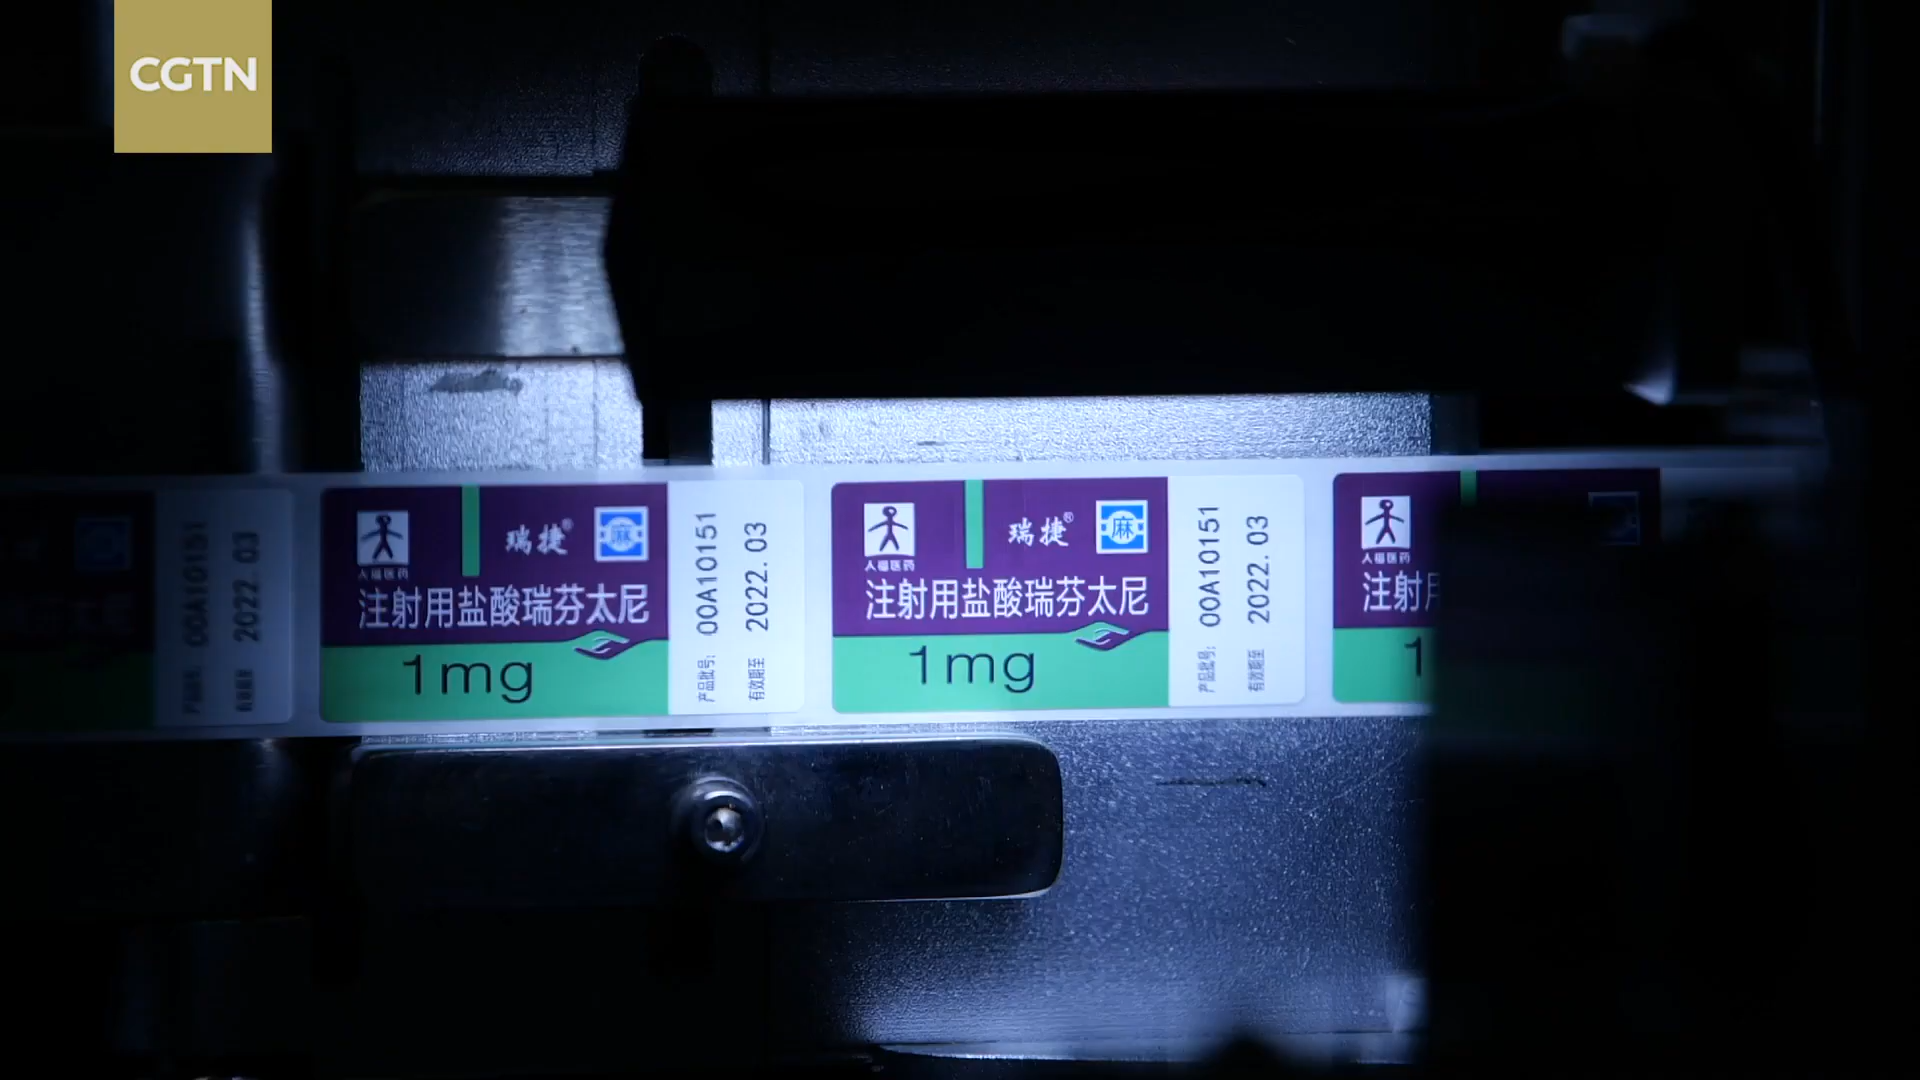 CGTN
00A10151
2022.03
人福医药
瑞捷®
麻
注射用盐酸瑞芬太尼
1mg
产品批号: 00A10151
有效期至 2022.03
人福医药
瑞捷®
麻
注射用盐酸瑞芬太尼
1mg
产品批号: 00A10151
有效期至 2022.03
人福医药
注射用
1